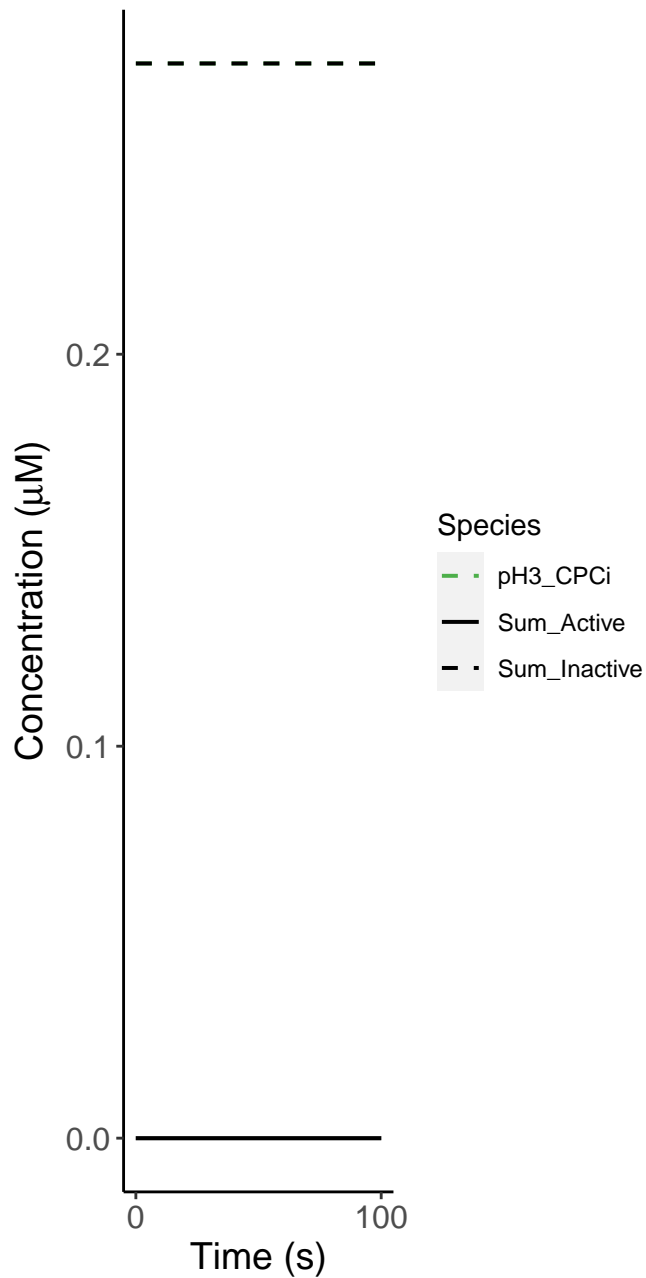 0.2
0.1
0.0
Concentration (μM)
0
100
Time (s)
Species
pH3_CPCi
Sum_Active
Sum_Inactive